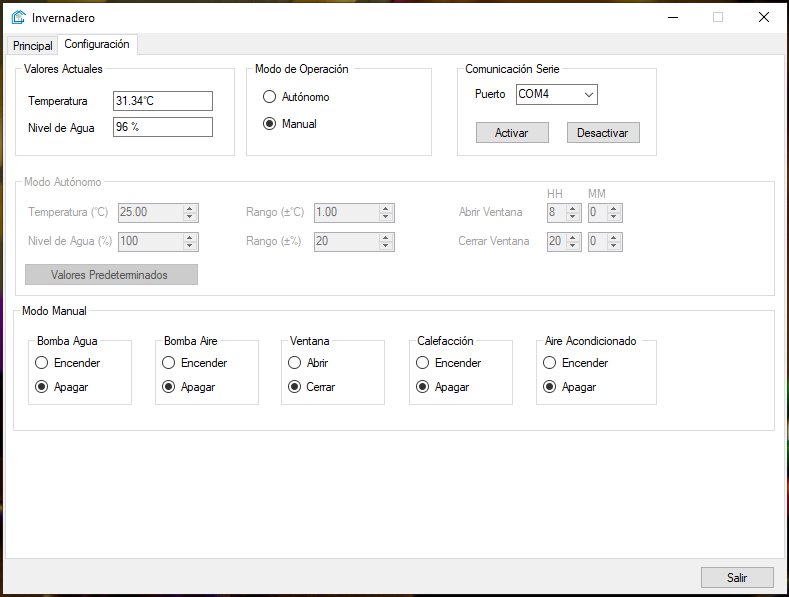 Invernadero
Principal Configuración
Valores Actuales
Temperatura 31.34°C
Nivel de Agua 96 %
Modo de Operación
Autónomo
Manual
Comunicación Serie
Puerto COM4
Activar Desactivar
Modo Autónomo
HH MM
Temperatura (°C) 25.00 Rango (±°C) 1.00 Abrir Ventana 8 0
Nivel de Agua (%) 100 Rango (±%) 20 Cerrar Ventana 20 0
Valores Predeterminados
Modo Manual
Bomba Agua
Encender
Apagar
Bomba Aire
Encender
Apagar
Ventana
Abrir
Cerrar
Calefacción
Encender
Apagar
Aire Acondicionado
Encender
Apagar
Salir